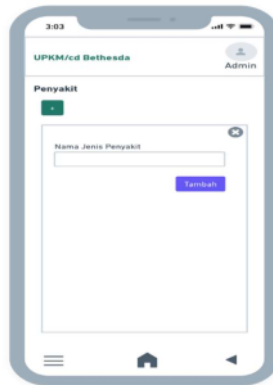 3:03
UPKM/cd Bethesda
Admin
Penyakit
+
Nama Jenis Penyakit
Tambah